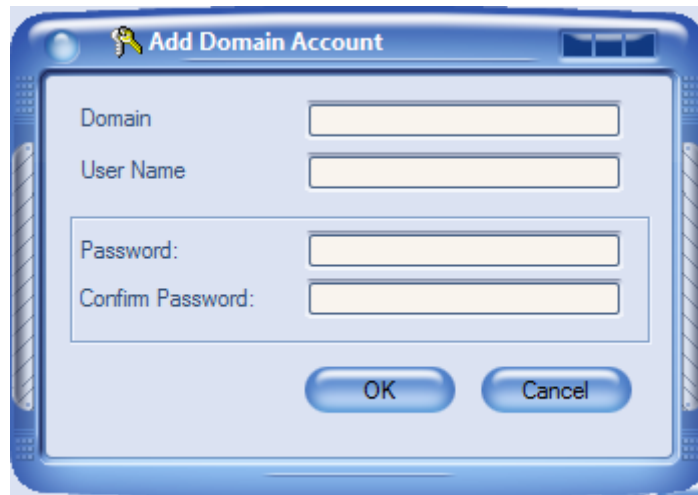 Add Domain Account
Domain
User Name
Password:
Confirm Password:
OK Cancel